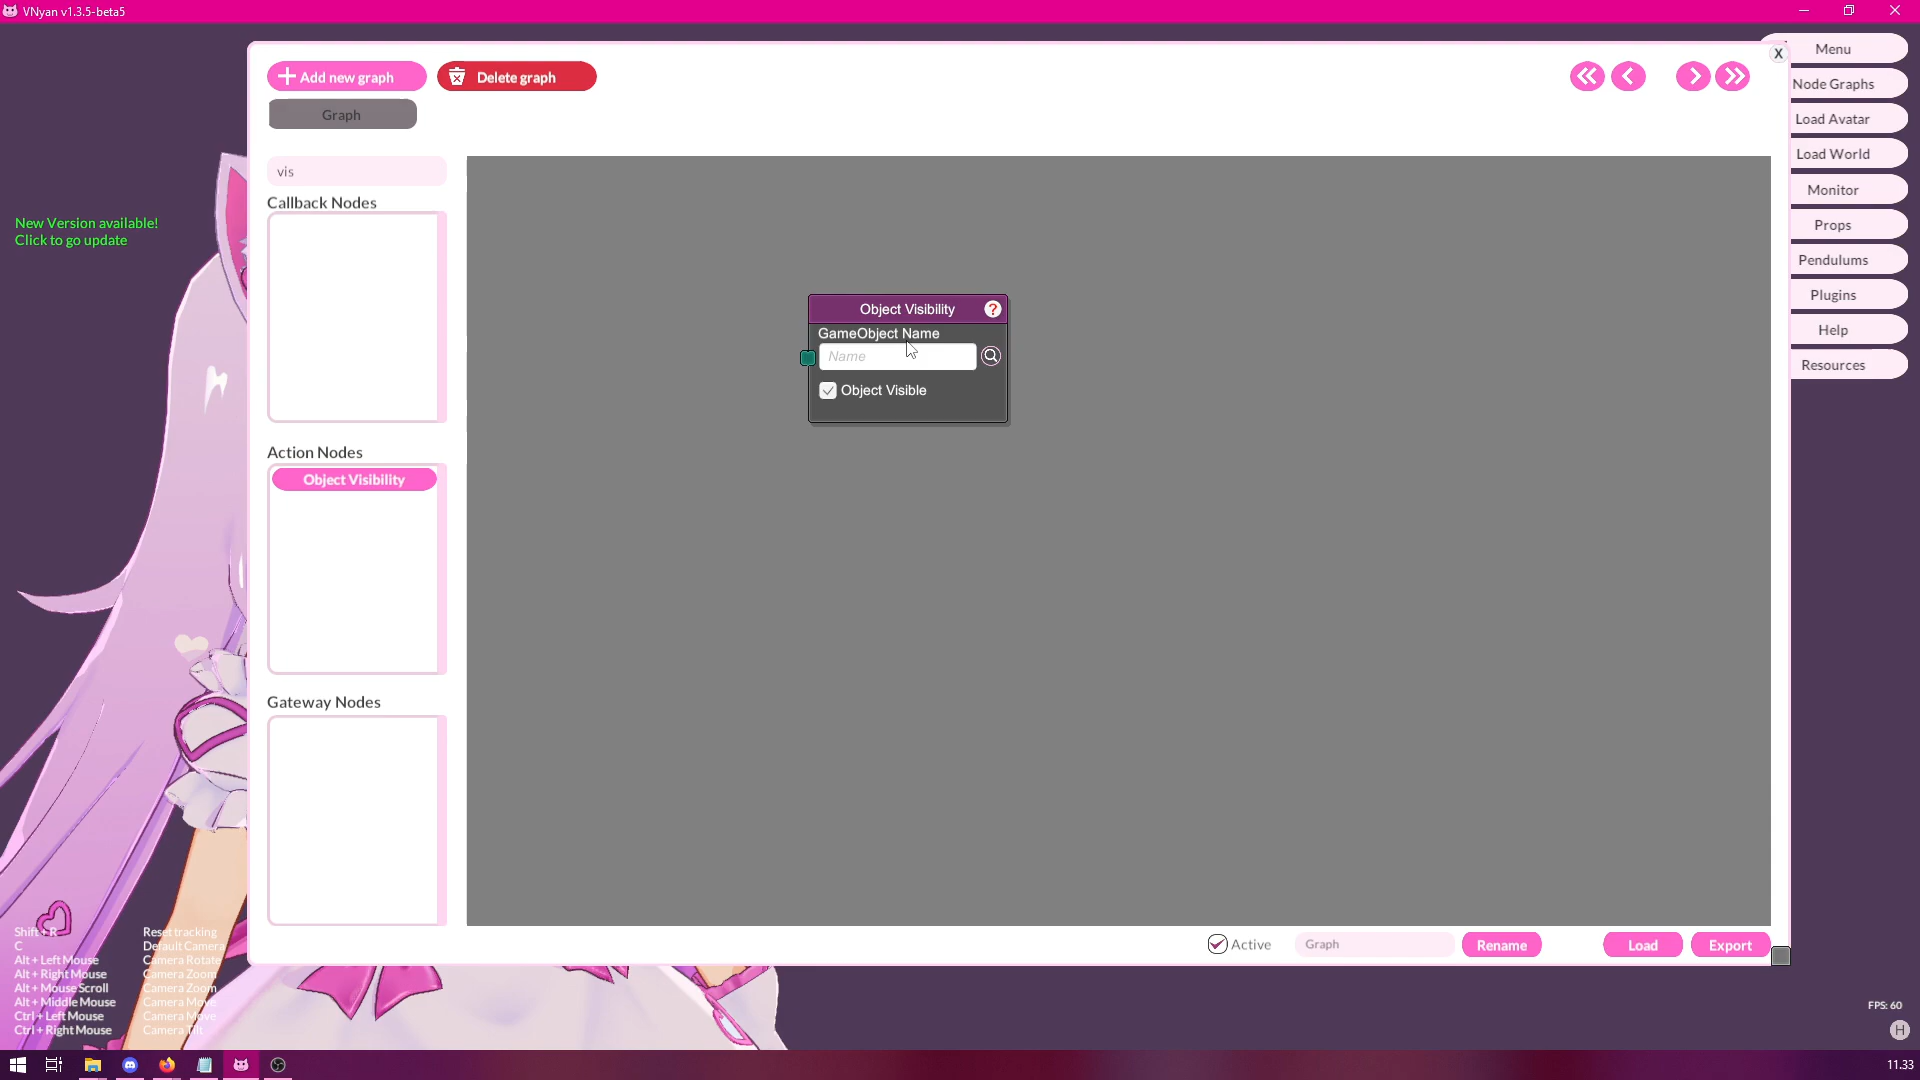 VNyan v1.3.5-beta5
X
Menu
Add new graph
Delete graph
Node Graphs
Graph
Load Avatar
Load World
vis
Monitor
Callback Nodes
New Version available!
Click to go update
Props
Pendulums
Plugins
Help
Resources
Object Visibility
?
GameObject Name
Name
Object Visible
Action Nodes
Object Visibility
Gateway Nodes
Active
Graph
Rename
Load
Export
Shift + R Reset tracking
C Default Camera
Alt + Left Mouse Camera Rotate
Alt + Right Mouse Camera Zoom
Alt + Mouse Scroll Camera Zoom
Alt + Middle Mouse Camera Move
Ctrl + Left Mouse Camera Move
Ctrl + Right Mouse Camera Tilt
FPS: 60
H
11.33